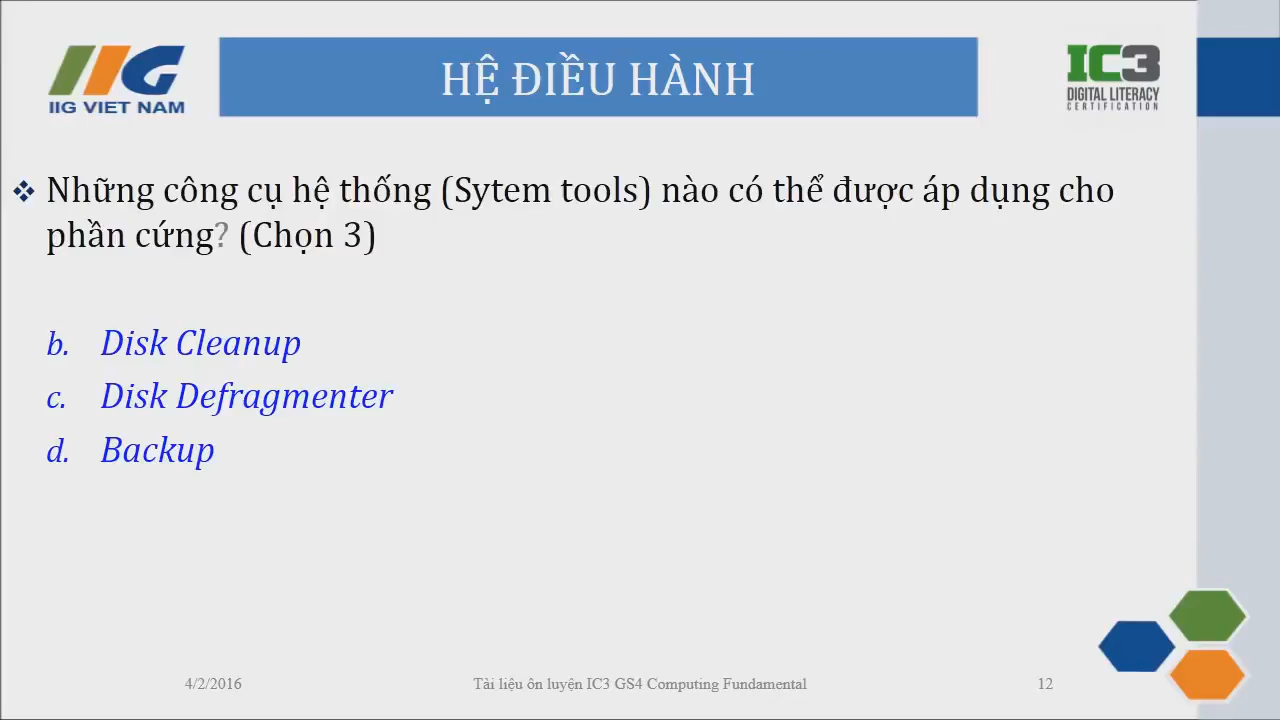 IIG VIET NAM
HỆ ĐIỀU HÀNH
IC3
DIGITAL LITERACY
CERTIFICATION
Những công cụ hệ thống (Sytem tools) nào có thể được áp dụng cho
phần cứng? (Chọn 3)
b. Disk Cleanup
c. Disk Defragmenter
d. Backup
4/2/2016
Tài liệu ôn luyện IC3 GS4 Computing Fundamental
12